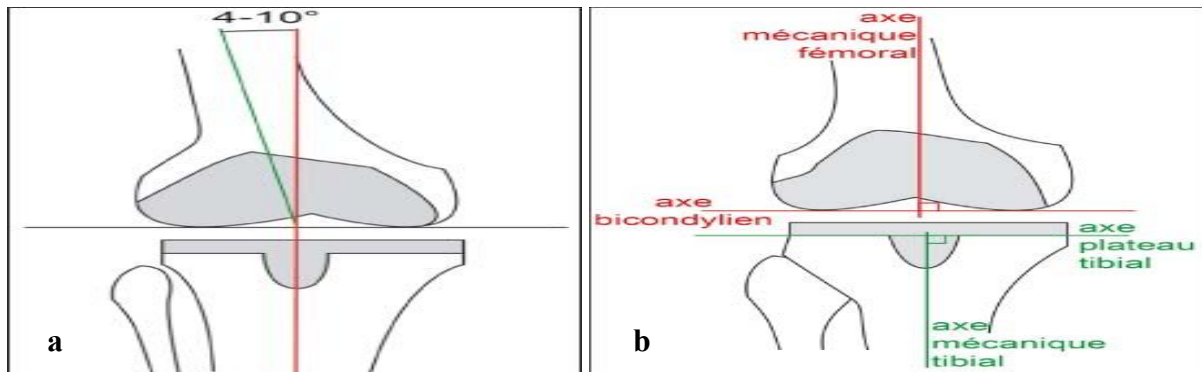 4-10°
a
axe
mécanique
fémoral
axe
bicondylien
axe
plateau
tibial
axe
mécanique
tibial
b